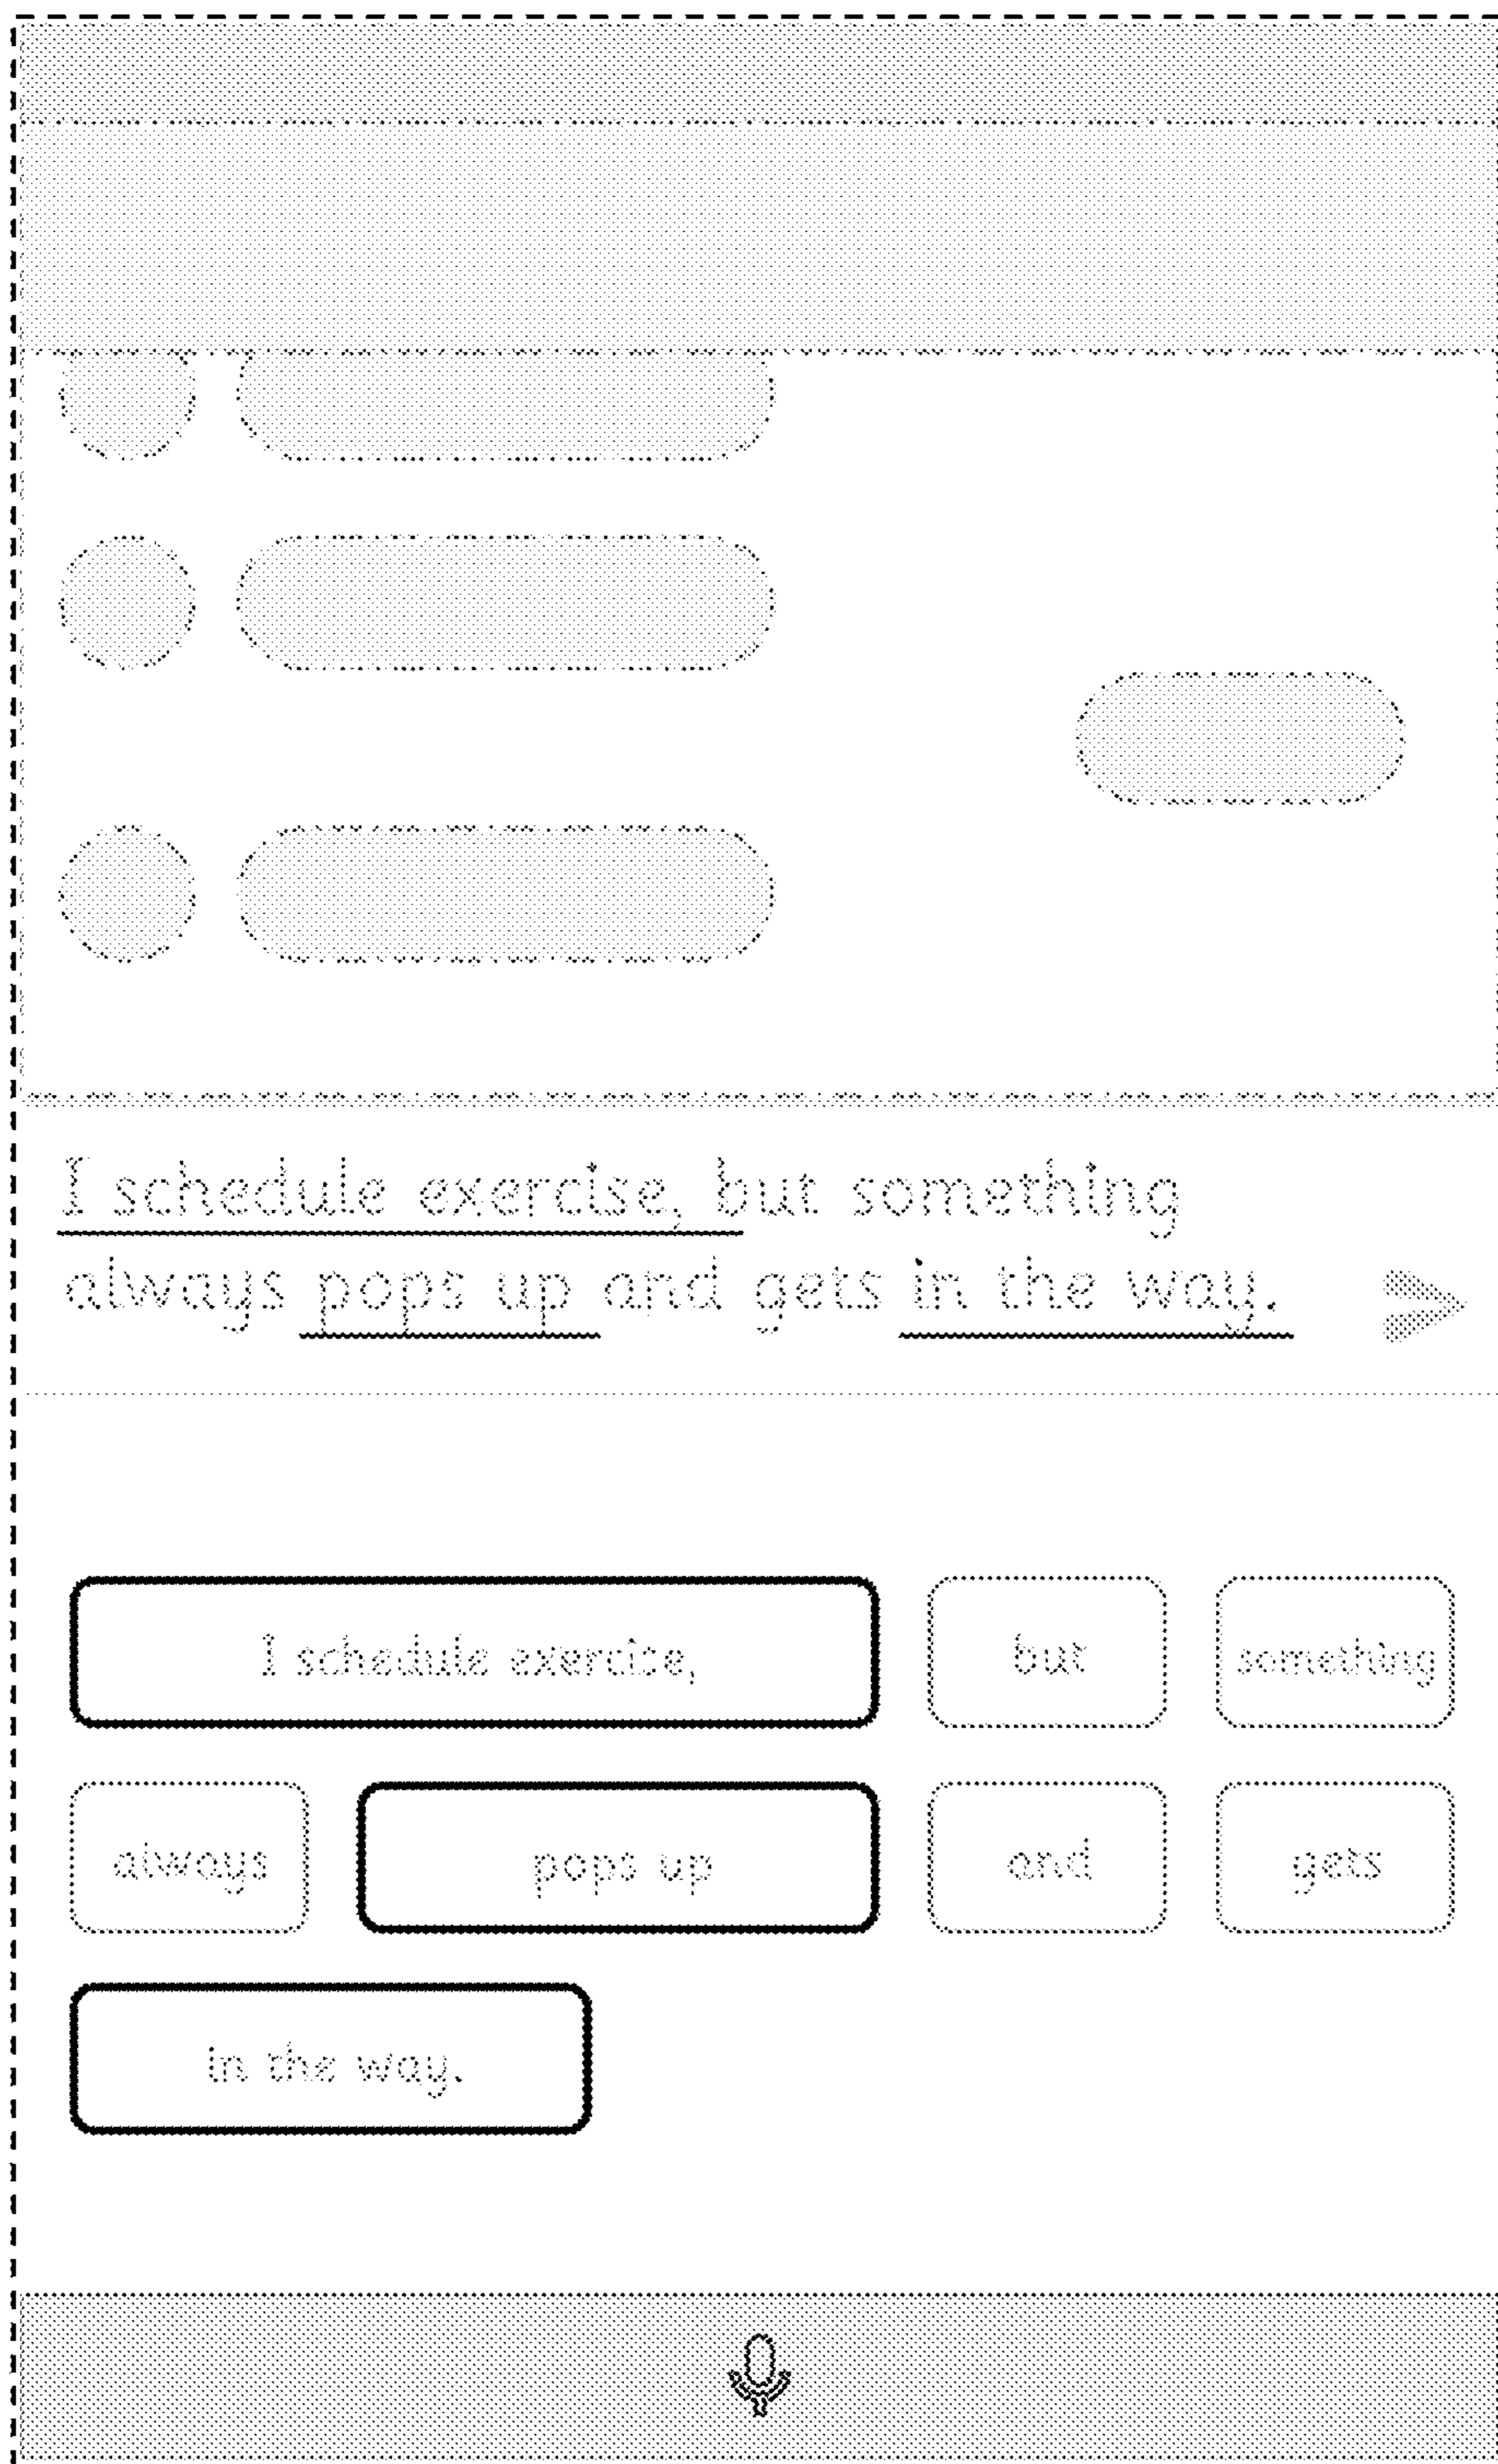 I schedule exercise, but something
always pops up and gets in the way.
I schedule exercise,
but
something
always
pops up
and
gets
in the way.